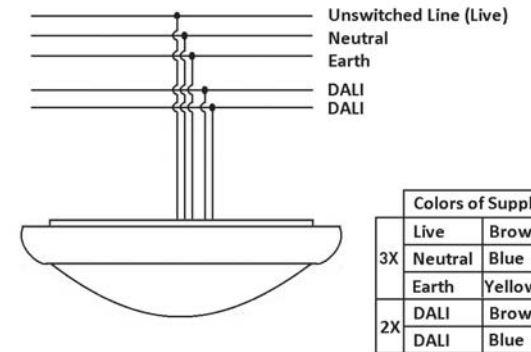 Unswitched Line (Live)
Neutral
Earth
DALI
DALI
Colors of Suppl
3X
Live Brow
Neutral Blue
Earth Yellow
2X
DALI Brow
DALI Blue